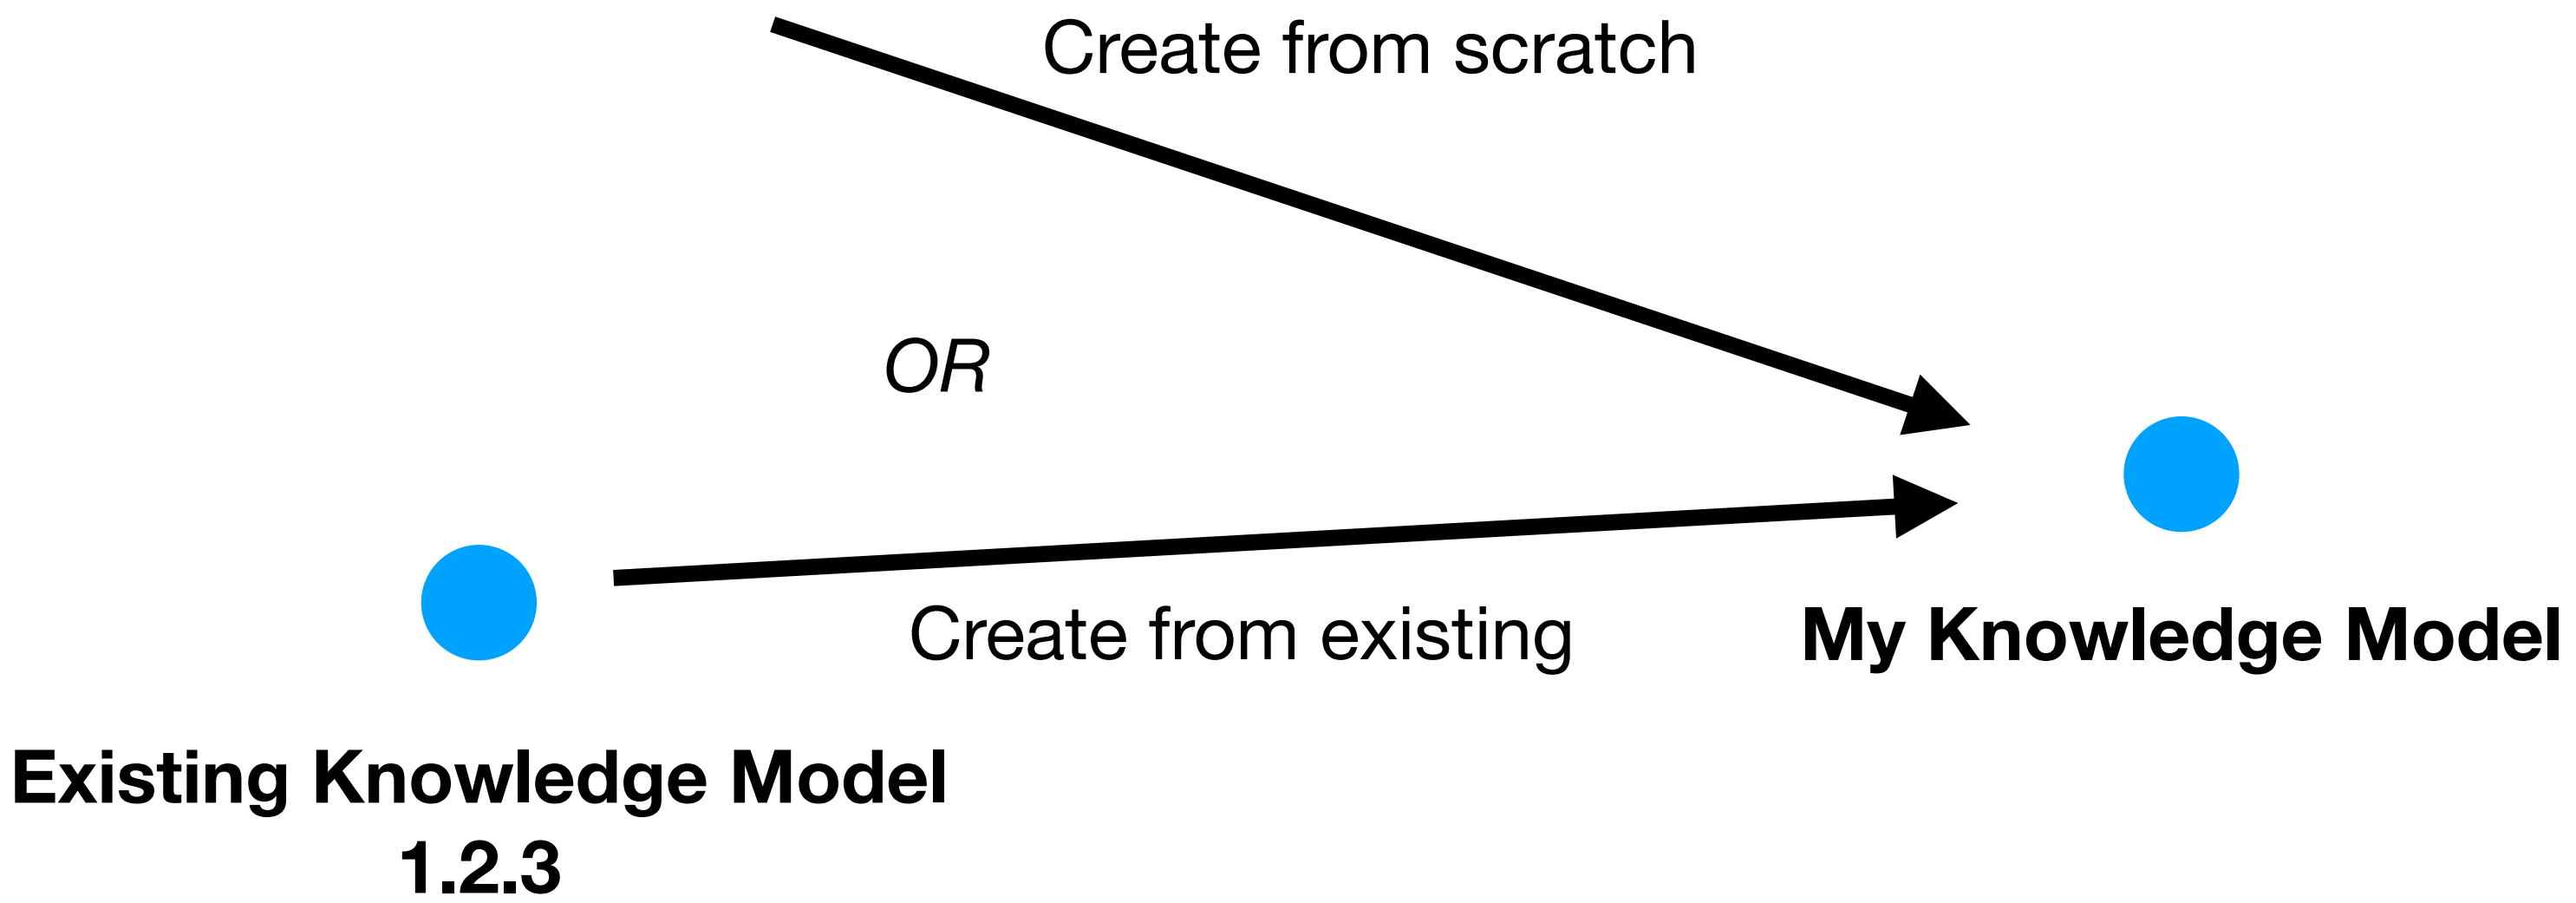 Create from scratch
OR
Create from existing
My Knowledge Model
Existing Knowledge Model
1.2.3